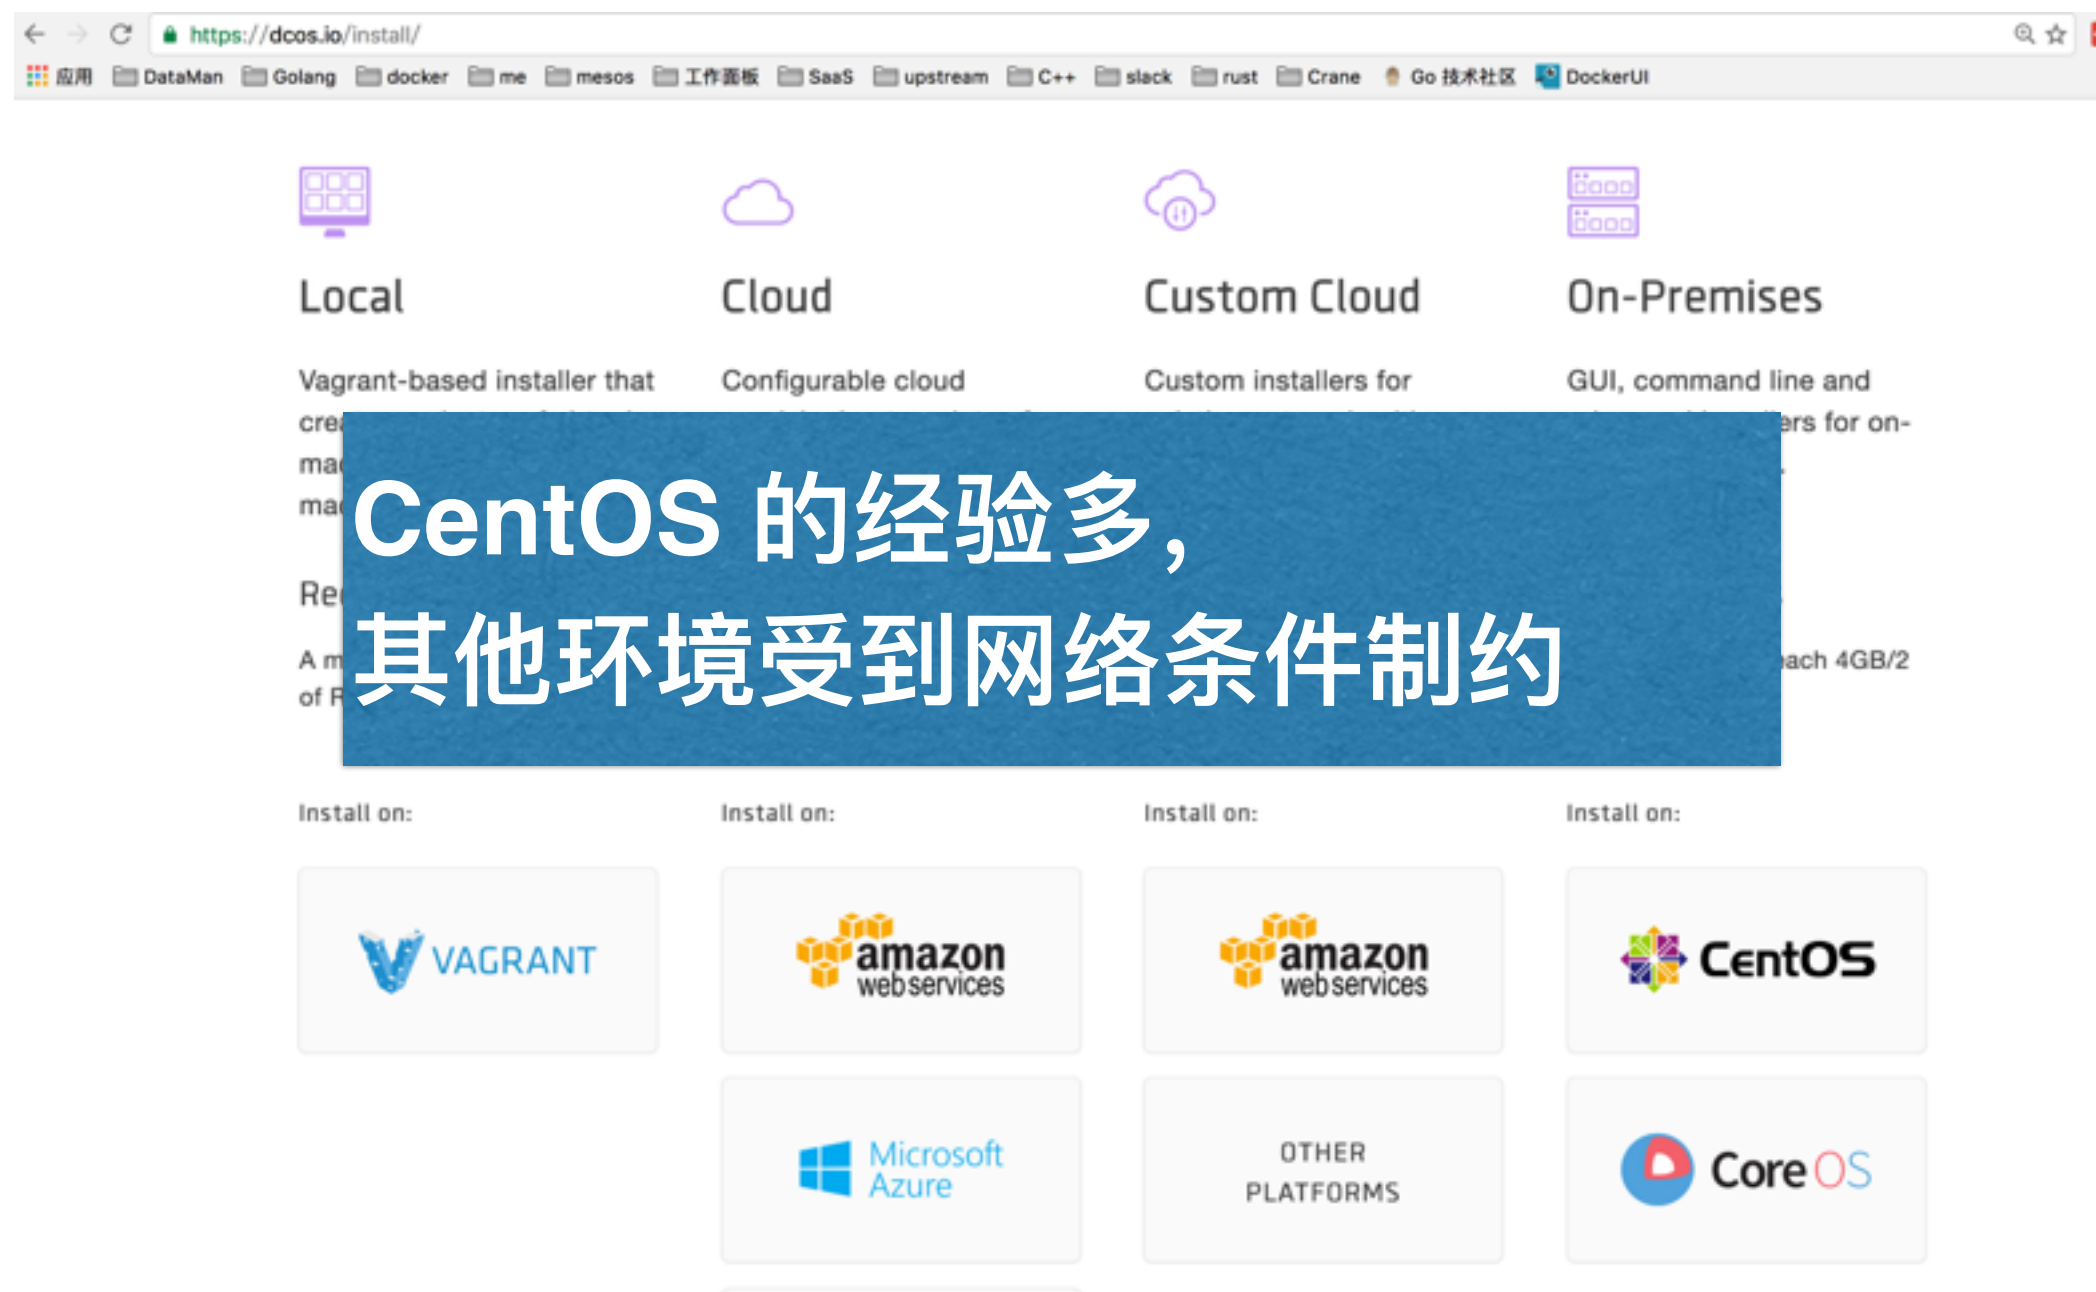 https://dcos.io/install/
应用 DataMan Golang docker me mesos 工作面板 SaaS upstream C++ slack rust Crane Go 技术社区 DockerUI
Local Cloud Custom Cloud On-Premises
Vagrant-based installer that Configurable cloud Custom installers for GUI, command line and
for on-
CentOS 的经验多,
其他环境受到网络条件制约
A
4GB/2
of
Install on: Install on: Install on: Install on:
VAGRANT amazon webservices amazon webservices CentOS
Microsoft Azure OTHER PLATFORMS CoreOS